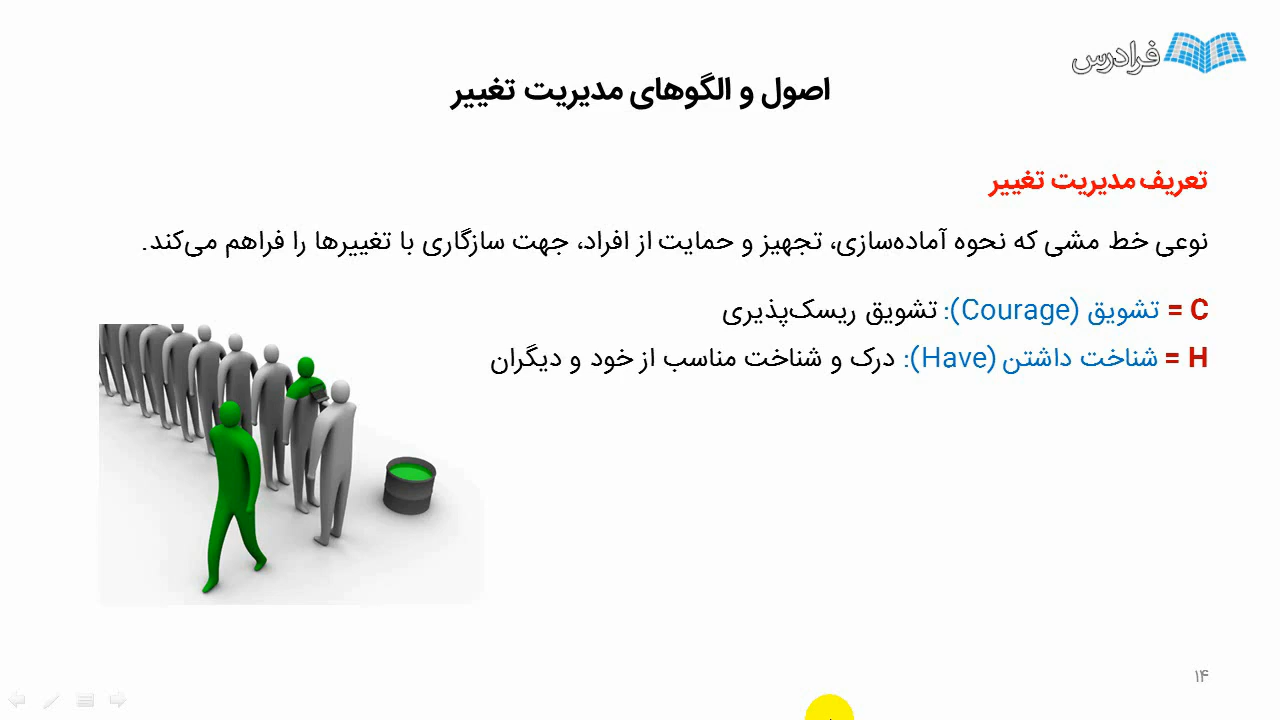 فرادرس
اصول و الگوهای مدیریت تغییر
تعریف مدیریت تغییر
نوعی خط مشی که نحوه آماده‌سازی، تجهیز و حمایت از افراد، جهت سازگاری با تغییرها را فراهم می‌کند.
C = تشویق (Courage): تشویق ریسک‌پذیری
H = شناخت داشتن (Have): درک و شناخت مناسب از خود و دیگران
۱۴